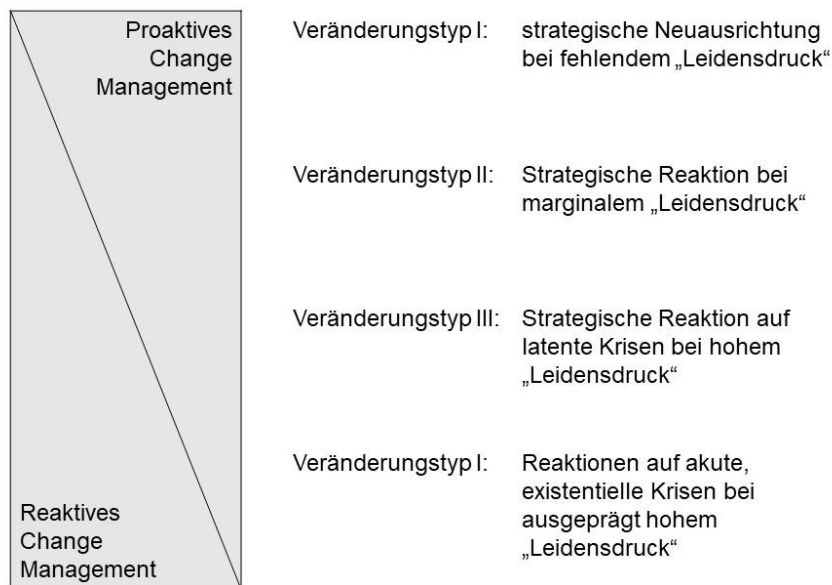 Proaktives
Change
Management
Veränderungstyp I: strategische Neuausrichtung
bei fehlendem „Leidensdruck“
Veränderungstyp II: Strategische Reaktion bei
marginalem „Leidensdruck“
Veränderungstyp III: Strategische Reaktion auf
latente Krisen bei hohem
„Leidensdruck“
Veränderungstyp I: Reaktionen auf akute,
existentielle Krisen bei
ausgeprägt hohem
„Leidensdruck“
Reaktives
Change
Management